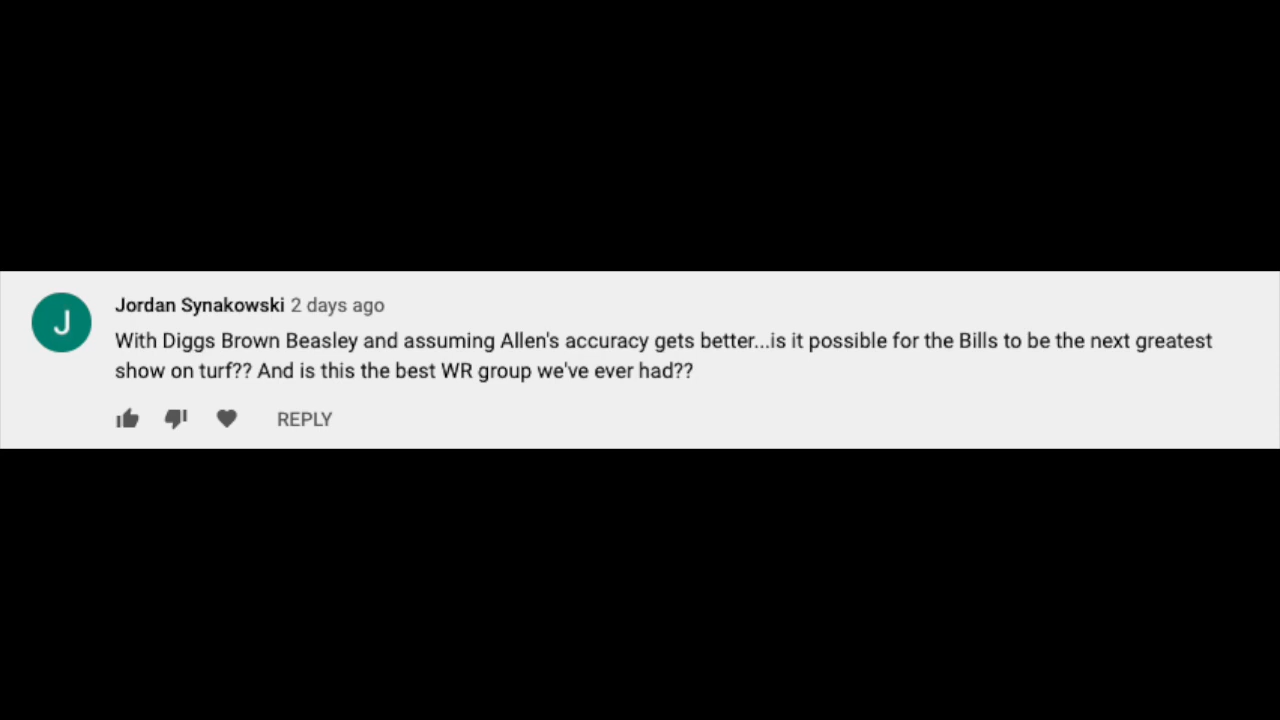 J
Jordan Synakowski 2 days ago
With Diggs Brown Beasley and assuming Allen's accuracy gets better...is it possible for the Bills to be the next greatest
show on turf?? And is this the best WR group we've ever had??
REPLY